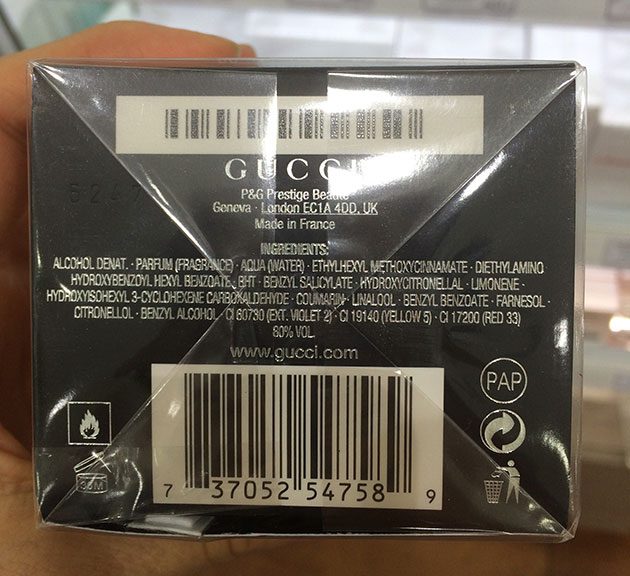 GUCCI
5247
P&G Prestige Beauté
Geneva · London EC1A 4DD, UK
Made in France
INGREDIENTS:
ALCOHOL DENAT. · PARFUM (FRAGRANCE) · AQUA (WATER) · ETHYLHEXYL METHOXYCINNAMATE · DIETHYLAMINO
HYDROXYBENZOYL HEXYL BENZOATE · BHT · BENZYL SALICYLATE · HYDROXYCITRONELLAL · LIMONENE ·
HYDROXYISOHEXYL 3-CYCLOHEXENE CARBOXALDEHYDE · COUMARIN · LINALOOL · BENZYL BENZOATE · FARNESOL ·
CITRONELLOL · BENZYL ALCOHOL · CI 60730 (EXT. VIOLET 2) · CI 19140 (YELLOW 5) · CI 17200 (RED 33)
80% VOL.
www.gucci.com
PAP
30M
7 37052 54758 9